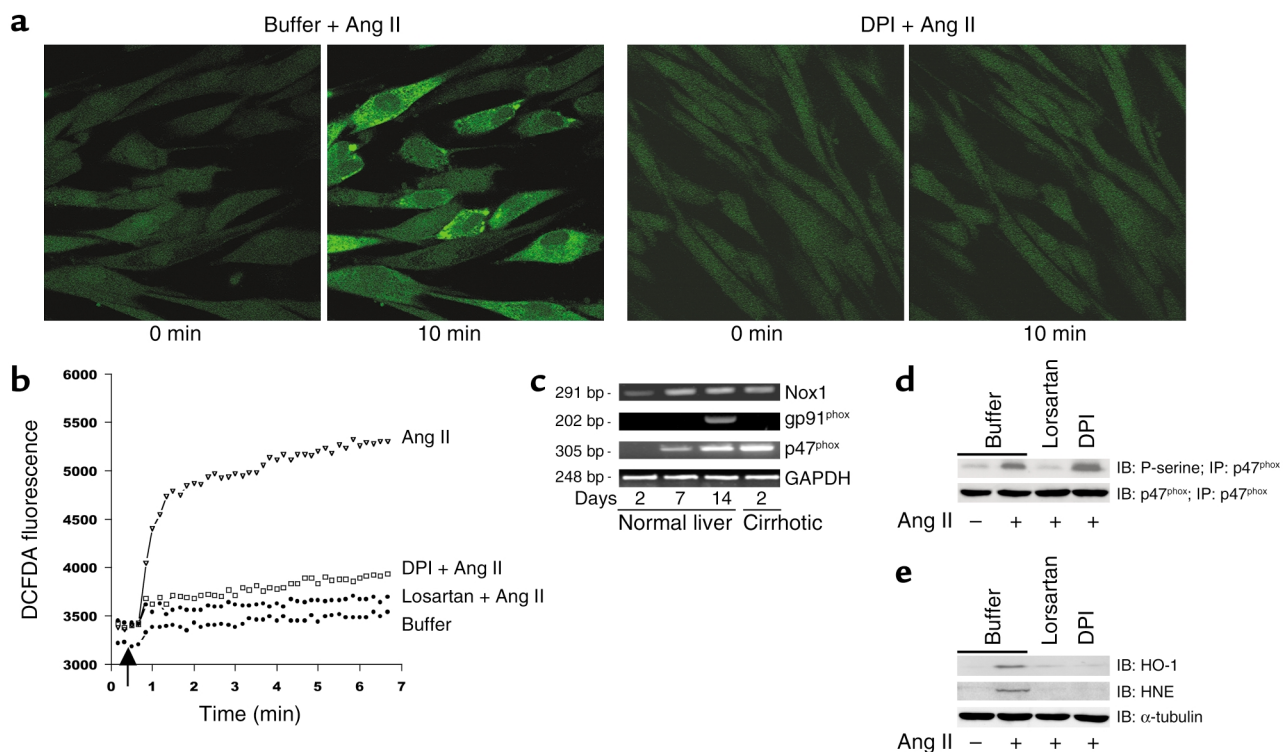 a
Buffer + Ang II
DPI + Ang II
0 min
10 min
0 min
10 min
b
6000
5500
5000
4500
4000
3500
3000
DCFDA fluorescence
Ang II
DPI + Ang II
Losartan + Ang II
Buffer
0 1 2 3 4 5 6 7
Time (min)
c
291 bp - Nox1
202 bp - gp91phox
305 bp - p47phox
248 bp - GAPDH
Days 2 7 14 2
Normal liver Cirrhotic
d
Buffer Lorsartan DPI
IB: P-serine; IP: p47phox
IB: p47phox; IP: p47phox
Ang II − + + +
e
Buffer Lorsartan DPI
IB: HO-1
IB: HNE
IB: α-tubulin
Ang II − + + +